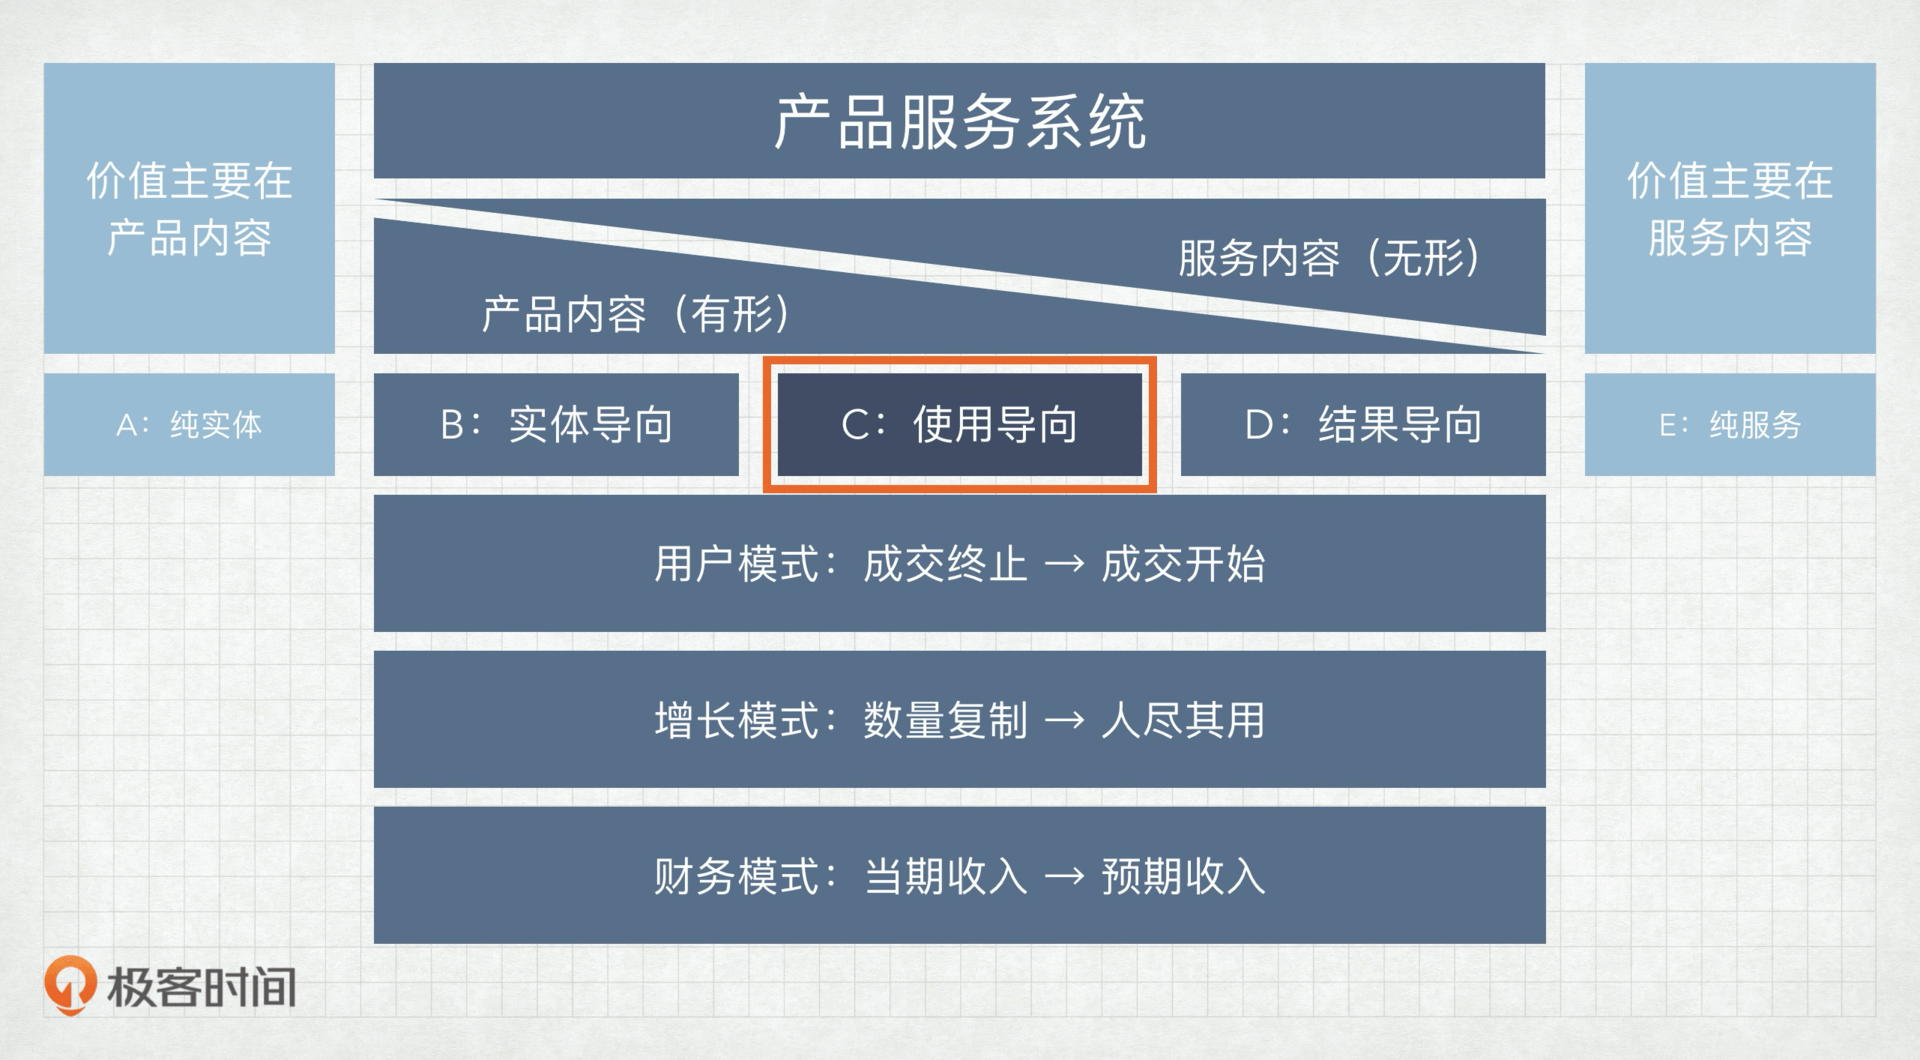 产品服务系统
价值主要在
产品内容
价值主要在
服务内容
服务内容（无形）
产品内容（有形）
A：纯实体
B：实体导向
C：使用导向
D：结果导向
E：纯服务
用户模式：成交终止 → 成交开始
增长模式：数量复制 → 人尽其用
财务模式：当期收入 → 预期收入
极客时间